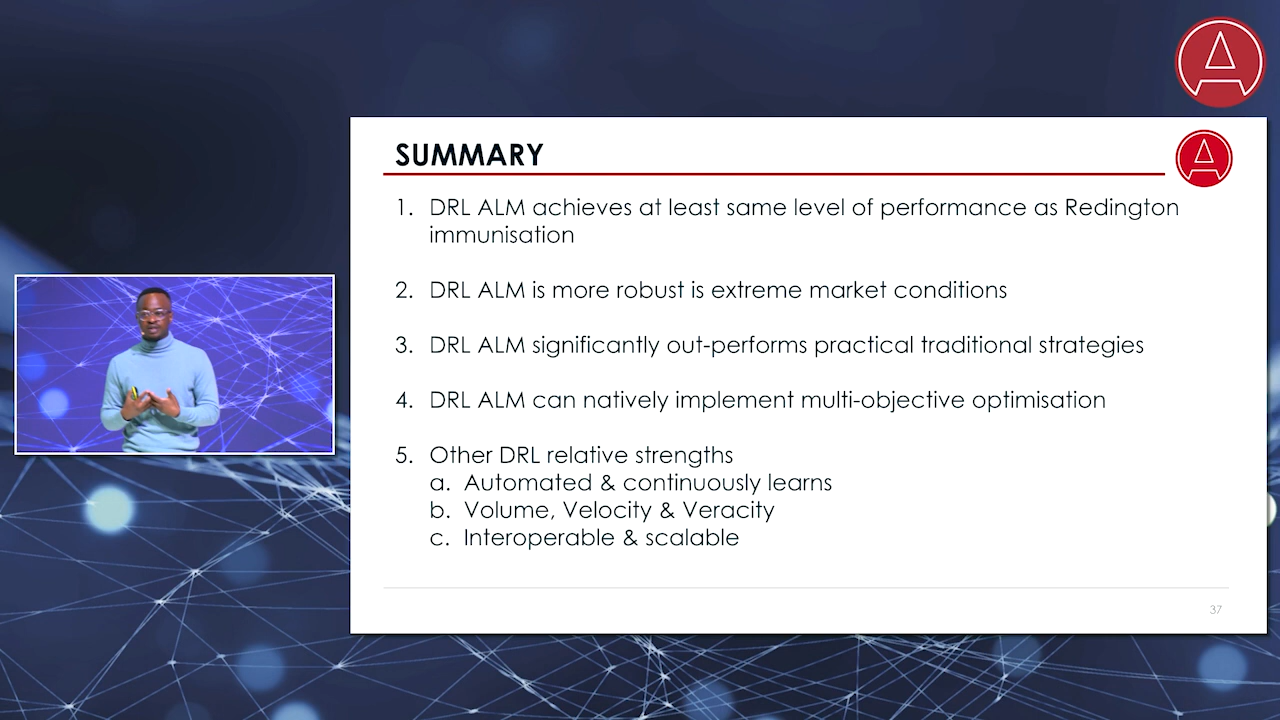 SUMMARY
1. DRL ALM achieves at least same level of performance as Redington
immunisation
2. DRL ALM is more robust is extreme market conditions
3. DRL ALM significantly out-performs practical traditional strategies
4. DRL ALM can natively implement multi-objective optimisation
5. Other DRL relative strengths
a. Automated & continuously learns
b. Volume, Velocity & Veracity
c. Interoperable & scalable
37